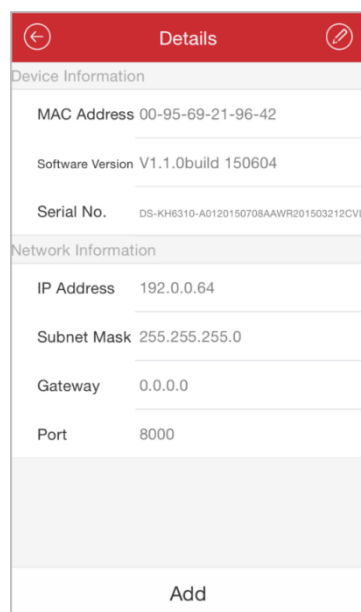 Details
Device Information
MAC Address 00-95-69-21-96-42
Software Version V1.1.0build 150604
Serial No. DS-KH6310-A0120150708AAWR201503212CVL
Network Information
IP Address 192.0.0.64
Subnet Mask 255.255.255.0
Gateway 0.0.0.0
Port 8000
Add